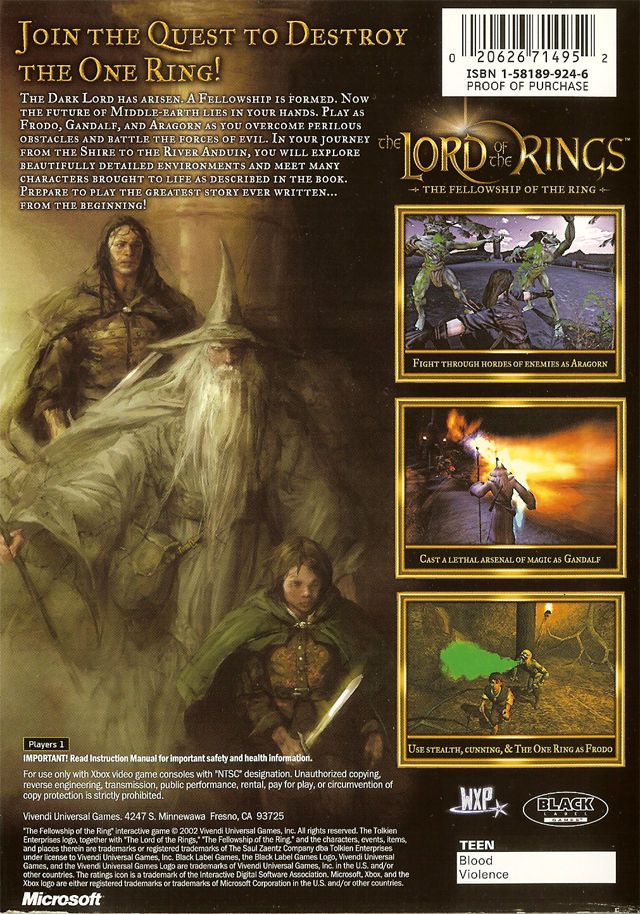 Join the Quest to Destroy
the One Ring!
The Dark Lord has arisen. A Fellowship is formed. Now
the future of Middle-earth lies in your hands. Play as
Frodo, Gandalf, and Aragorn as you overcome perilous
obstacles and battle the forces of evil. In your journey
from the Shire to the River Anduin, you will explore
beautifully detailed environments and meet many
characters brought to life as described in the book.
Prepare to play the greatest story ever written...
from the beginning!
0 20626 71495 2
ISBN 1-58189-924-6
PROOF OF PURCHASE
the LORD of the RINGS™
THE FELLOWSHIP OF THE RING
Fight through hordes of enemies as Aragorn
Cast a lethal arsenal of magic as Gandalf
Use stealth, cunning, & The One Ring as Frodo
Players 1
IMPORTANT! Read Instruction Manual for important safety and health information.
For use only with Xbox video game consoles with "NTSC" designation. Unauthorized copying,
reverse engineering, transmission, public performance, rental, pay for play, or circumvention of
copy protection is strictly prohibited.
Vivendi Universal Games. 4247 S. Minnewawa Fresno, CA 93725
"The Fellowship of the Ring" interactive game © 2002 Vivendi Universal Games, Inc. All rights reserved. The Tolkien
Enterprises logo, together with "The Lord of the Rings," "The Fellowship of the Ring," and the characters, events, items,
and places therein are trademarks or registered trademarks of The Saul Zaentz Company dba Tolkien Enterprises
under license to Vivendi Universal Games, Inc. Black Label Games, the Black Label Games Logo, Vivendi Universal
Games, and the Vivendi Universal Games Logo are trademarks of Vivendi Universal Games, Inc. in the U.S. and/or
other countries. The ratings icon is a trademark of the Interactive Digital Software Association. Microsoft, Xbox, and the
Xbox logo are either registered trademarks or trademarks of Microsoft Corporation in the U.S. and/or other countries.
Microsoft
WXP
BLACK
LABEL
GAMES
TEEN
Blood
Violence